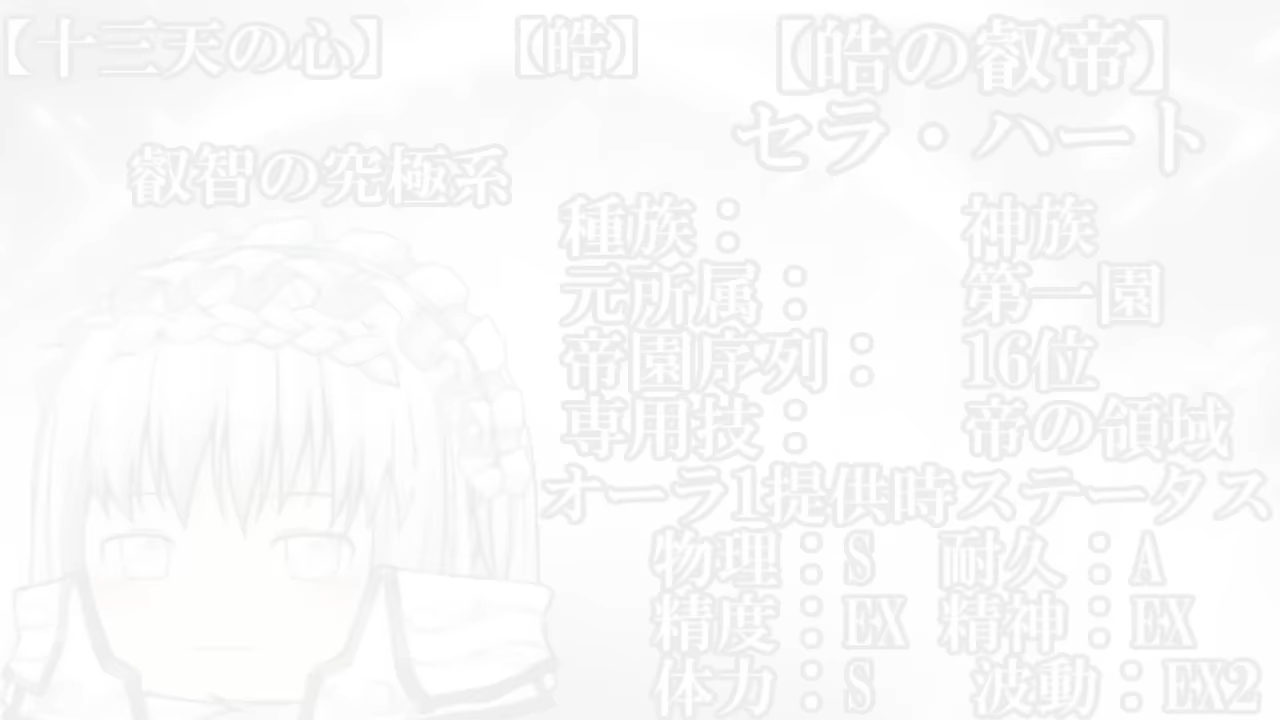 【十三天の心】 【皓】 【皓の叡帝】
セラ・ハート
叡智の究極系
種族： 神族
元所属： 第一園
帝園序列： 16位
専用技： 帝の領域
オーラ1提供時ステータス
物理：S 耐久：A
精度：EX 精神：EX
体力：S 波動：EX2